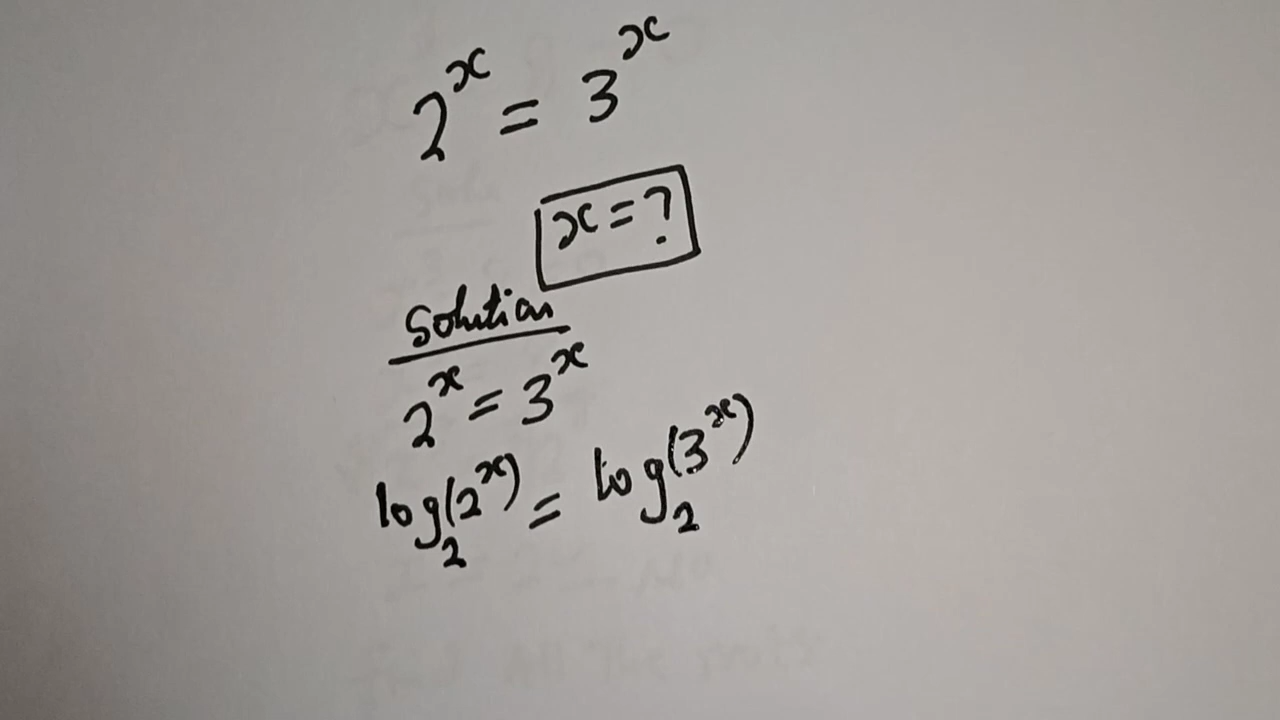 2^x = 3^x
x = ?
Solution
2^x = 3^x
log_2(2^x) = log_2(3^x)